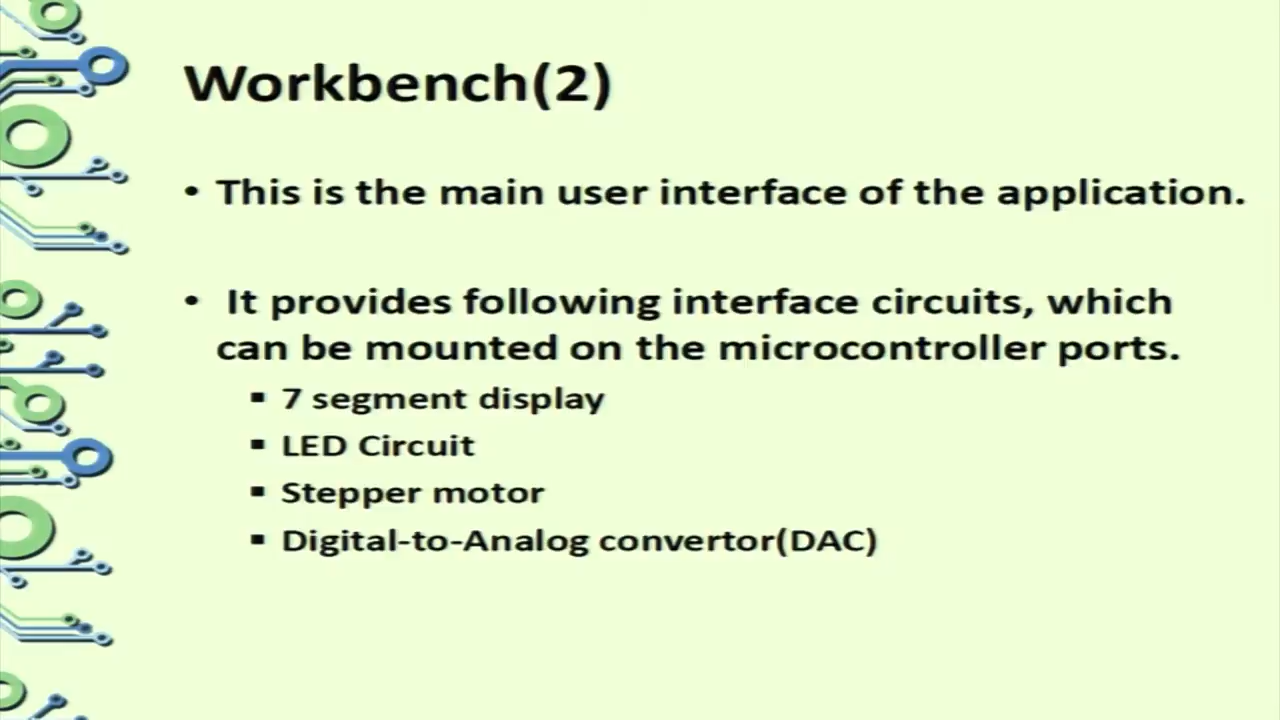 Workbench(2)
• This is the main user interface of the application.
• It provides following interface circuits, which
can be mounted on the microcontroller ports.
▪ 7 segment display
▪ LED Circuit
▪ Stepper motor
▪ Digital-to-Analog convertor(DAC)